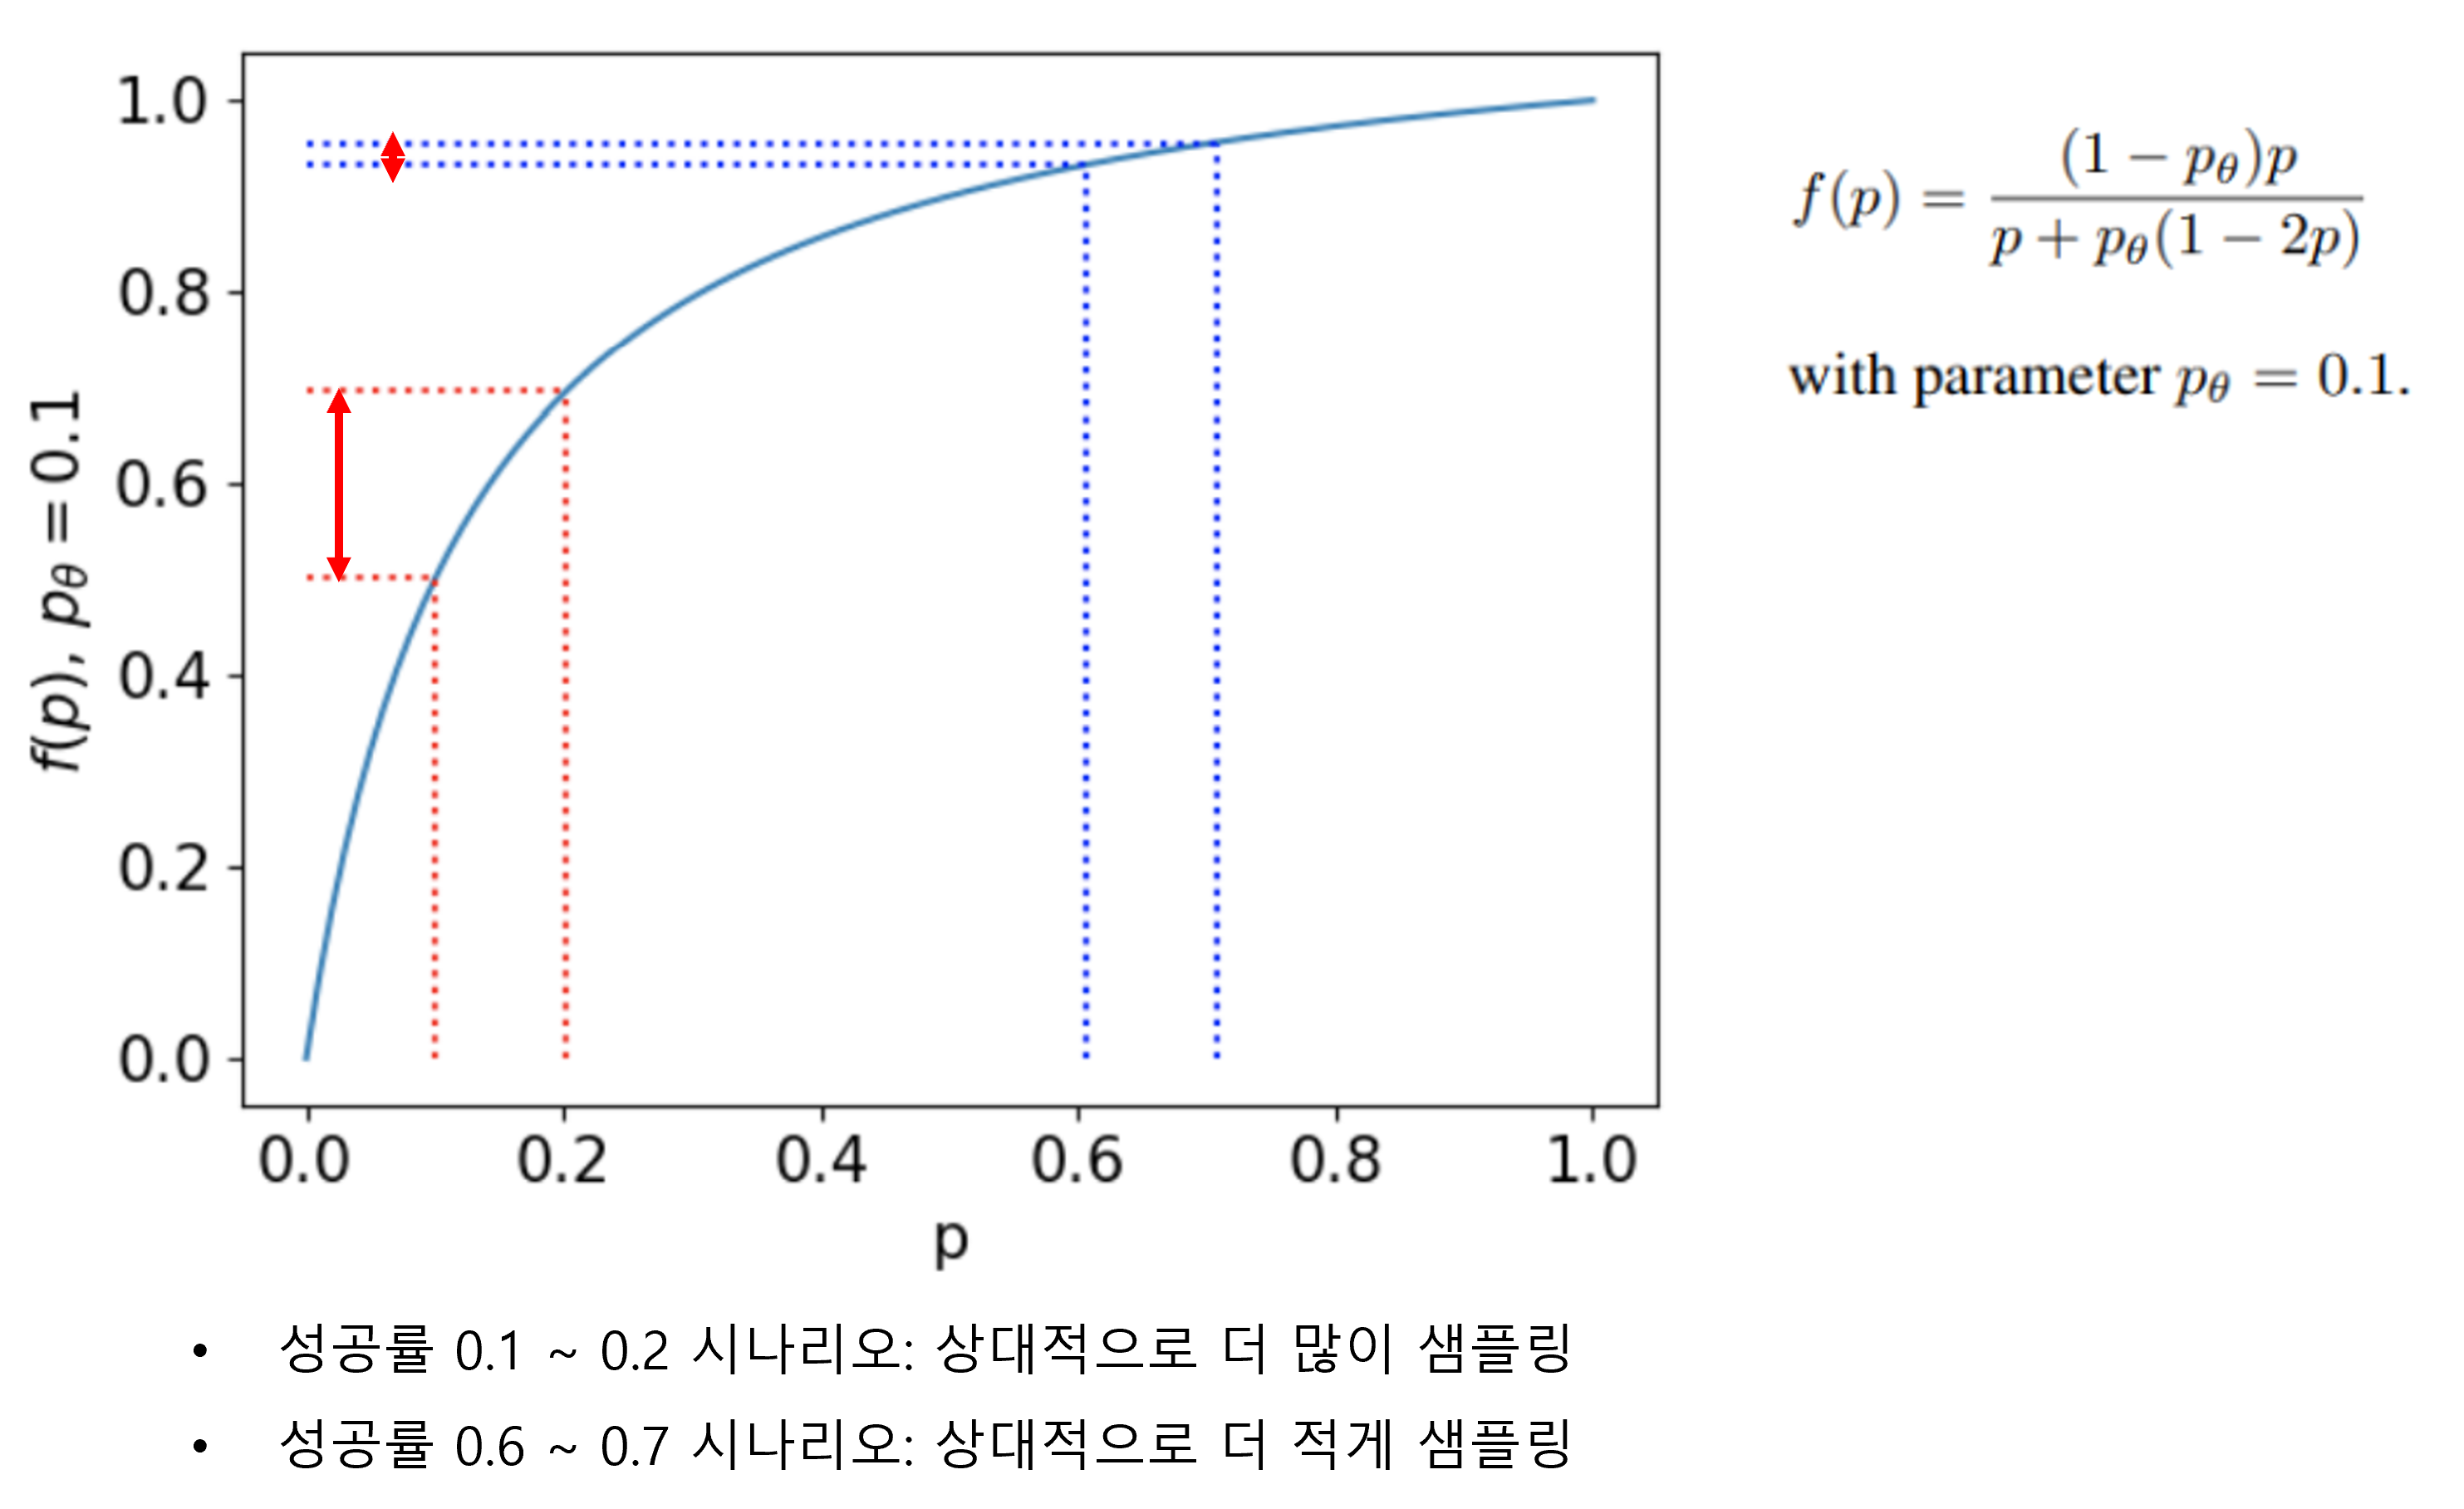 1.0
0.8
0.6
0.4
0.2
0.0
f(p), pθ = 0.1
0.0 0.2 0.4 0.6 0.8 1.0
p
f(p) = (1 − pθ)p / p + pθ(1 − 2p)
with parameter pθ = 0.1.
• 성공률 0.1 ~ 0.2 시나리오: 상대적으로 더 많이 샘플링
• 성공률 0.6 ~ 0.7 시나리오: 상대적으로 더 적게 샘플링